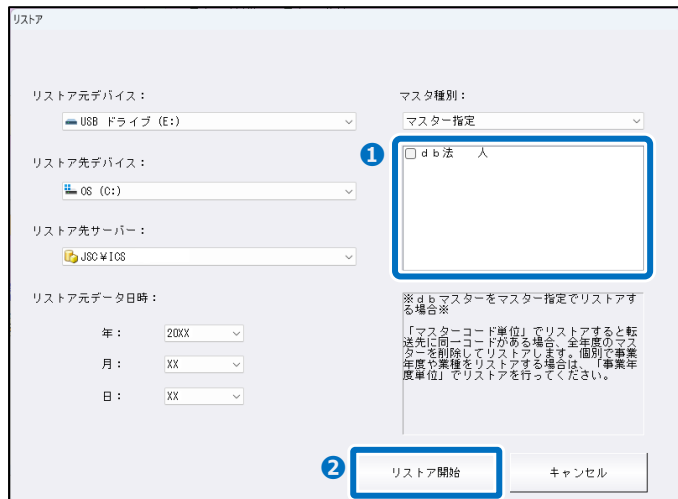 リストア
リストア元デバイス：
USB ドライブ (E:)
リストア先デバイス：
OS (C:)
リストア先サーバー：
JSC¥ICS
リストア元データ日時：
年： 20XX
月： XX
日： XX
マスタ種別：
マスター指定
1
ｄｂ法　　人
※ｄｂマスターをマスター指定でリストアす
る場合※
「マスターコード単位」でリストアすると転
送先に同一コードがある場合、全年度のマス
ターを削除してリストアします。個別で事業
年度や業種をリストアする場合は、「事業年
度単位」でリストアを行ってください。
2
リストア開始
キャンセル